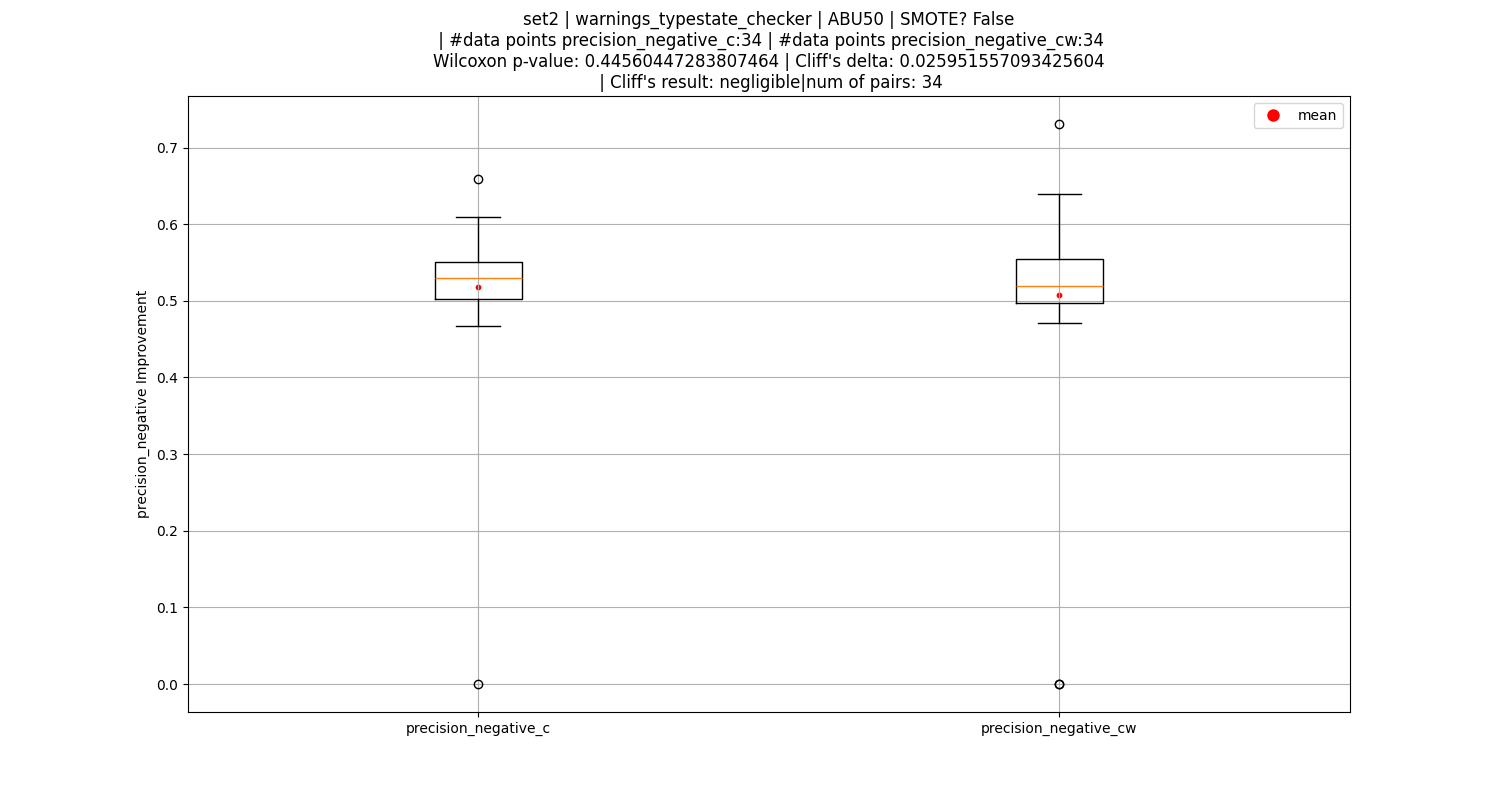 set2 | warnings_typestate_checker | ABU50 | SMOTE? False
| #data points precision_negative_c:34 | #data points precision_negative_cw:34
Wilcoxon p-value: 0.44560447283807464 | Cliff's delta: 0.025951557093425604
| Cliff's result: negligible|num of pairs: 34
mean
0.7
0.6
0.5
0.4
0.3
0.2
0.1
0.0
precision_negative Improvement
precision_negative_c
precision_negative_cw